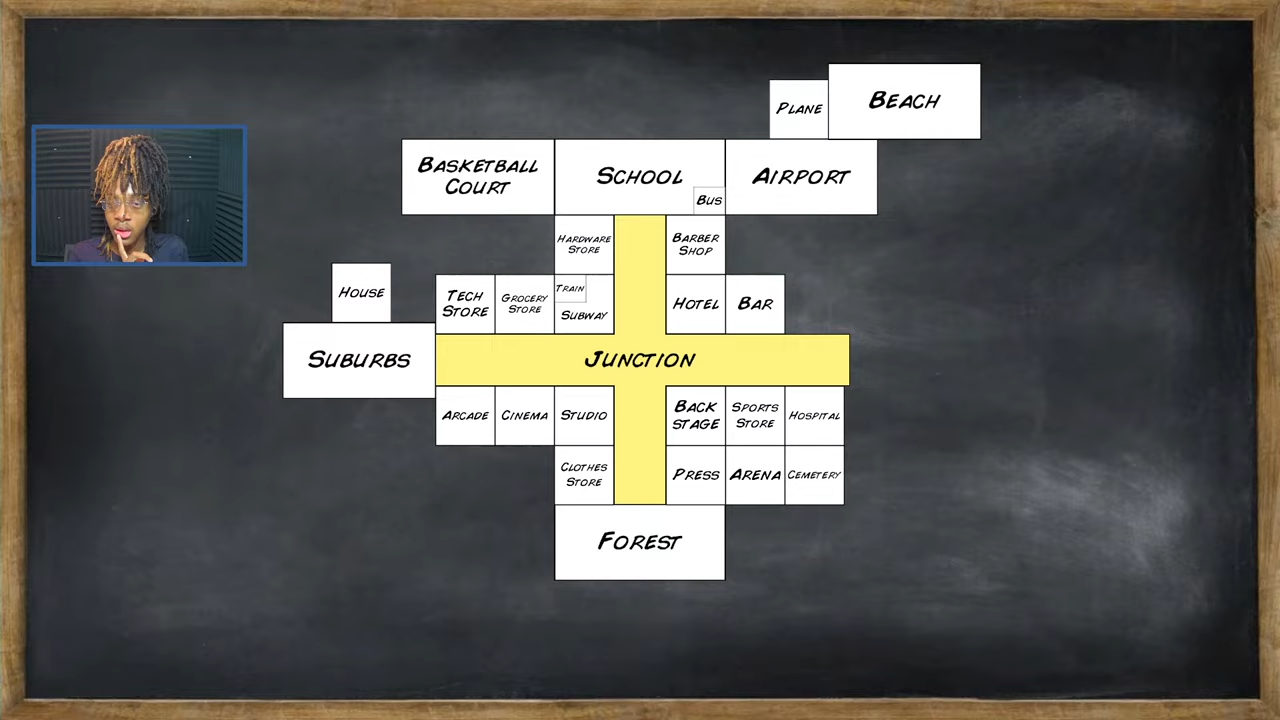 BEACH
PLANE
BASKETBALL
COURT
SCHOOL
AIRPORT
BUS
HARDWARE
STORE
BARBER
SHOP
HOUSE
TECH
STORE
GROCERY
STORE
TRAIN
SUBWAY
HOTEL
BAR
SUBURBS
JUNCTION
ARCADE
CINEMA
STUDIO
BACK
STAGE
SPORTS
STORE
HOSPITAL
CLOTHES
STORE
PRESS
ARENA
CEMETERY
FOREST